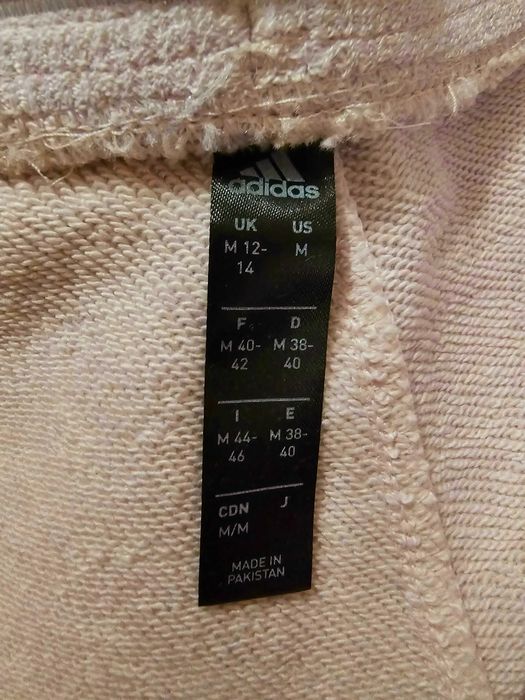 adidas
UK US
M 12- M
14
F D
M 40- M 38-
42 40
I E
M 44- M 38-
46 40
CDN J
M/M
MADE IN
PAKISTAN